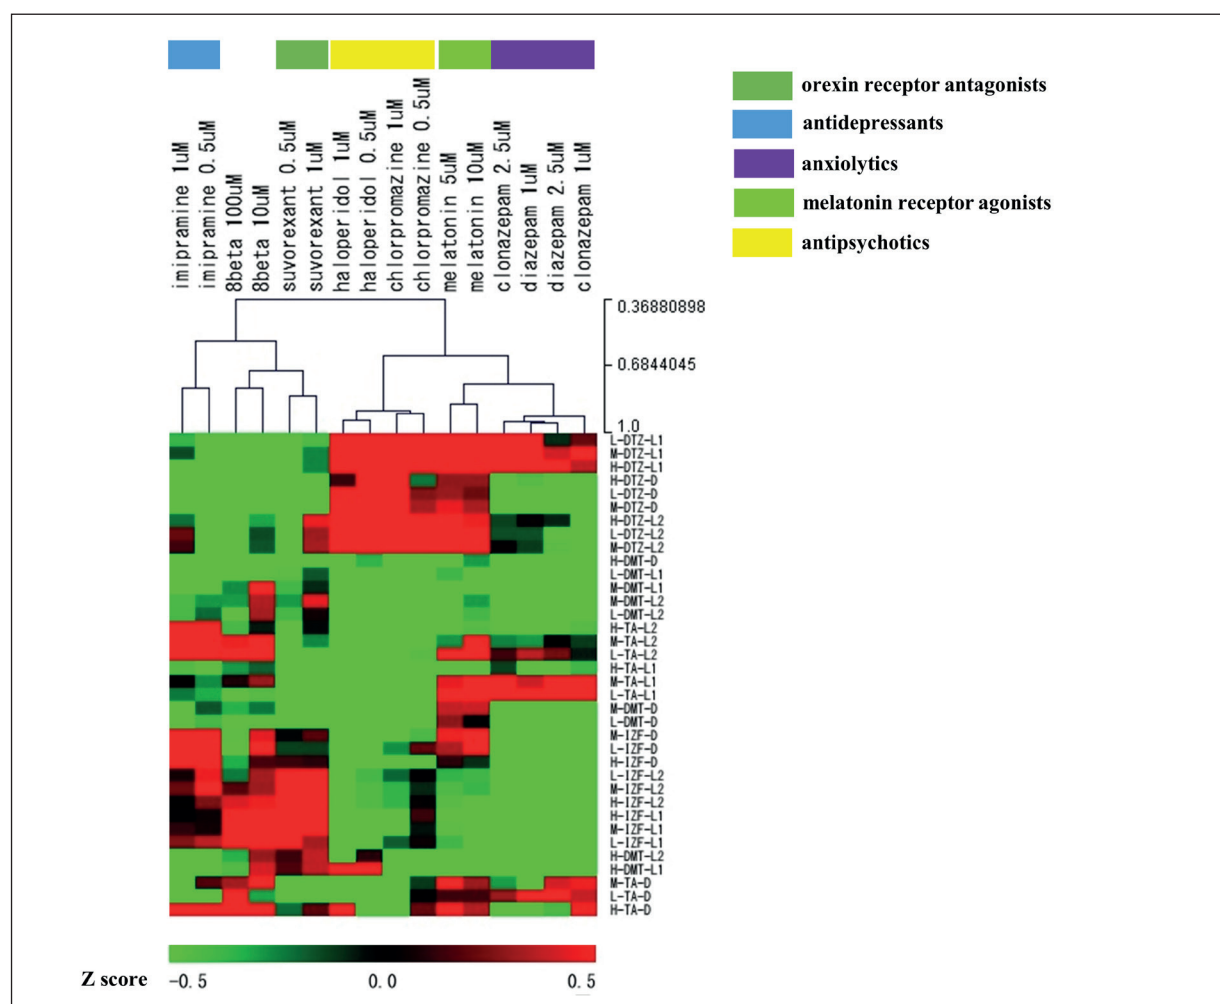 orexin receptor antagonists
antidepressants
anxiolytics
melatonin receptor agonists
antipsychotics
imipramine 1uM
imipramine 0.5uM
8beta 100uM
8beta 10uM
suvorexant 0.5uM
suvorexant 1uM
haloperidol 1uM
haloperidol 0.5uM
chlorpromazine 1uM
chlorpromazine 0.5uM
melatonin 5uM
melatonin 10uM
clonazepam 2.5uM
diazepam 1uM
diazepam 2.5uM
clonazepam 1uM
0.36880898
0.6844045
1.0
L-DTZ-L1
M-DTZ-L1
H-DTZ-L1
H-DTZ-D
L-DTZ-D
M-DTZ-D
H-DTZ-L2
L-DTZ-L2
M-DTZ-L2
H-DMT-D
L-DMT-L1
M-DMT-L1
M-DMT-L2
L-DMT-L2
H-TA-L2
M-TA-L2
L-TA-L2
H-TA-L1
M-TA-L1
L-TA-L1
M-DMT-D
L-DMT-D
M-IZF-D
L-IZF-D
H-IZF-D
L-IZF-L2
M-IZF-L2
H-IZF-L2
H-IZF-L1
M-IZF-L1
L-IZF-L1
H-DMT-L2
H-DMT-L1
M-TA-D
L-TA-D
H-TA-D
Z score -0.5 0.0 0.5